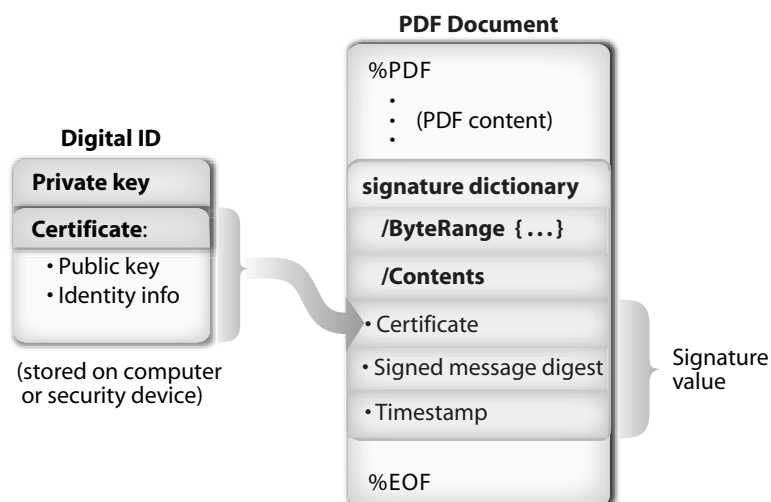 PDF Document
%PDF
(PDF content)
Digital ID
Private key
Certificate:
• Public key
• Identity info
(stored on computer
or security device)
signature dictionary
/ByteRange {...}
/Contents
• Certificate
• Signed message digest
• Timestamp
%EOF
Signature
value